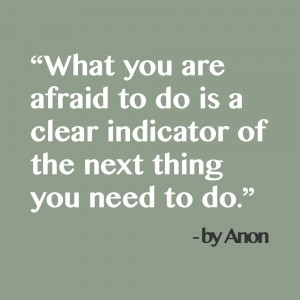 “What you are
afraid to do is a
clear indicator of
the next thing
you need to do.”
- by Anon